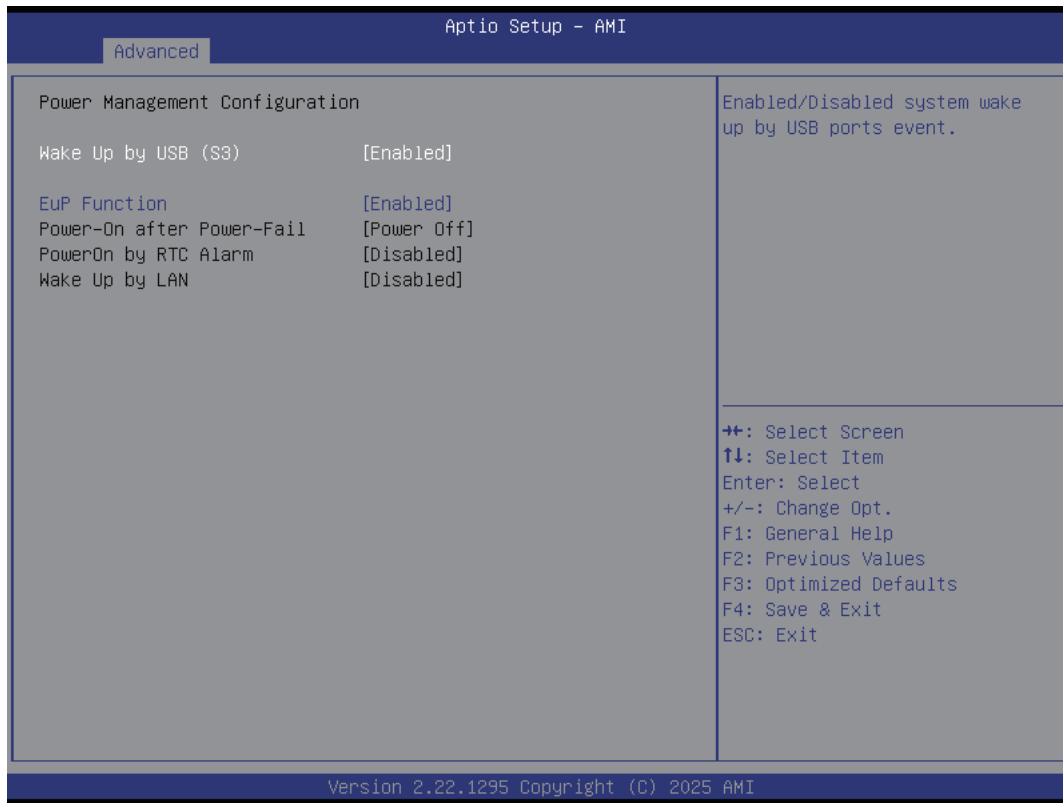 Aptio Setup – AMI
Advanced
Power Management Configuration
Wake Up by USB (S3) [Enabled]
EuP Function [Enabled]
Power-On after Power-Fail [Power Off]
PowerOn by RTC Alarm [Disabled]
Wake Up by LAN [Disabled]
Enabled/Disabled system wake
up by USB ports event.
→←: Select Screen
↑↓: Select Item
Enter: Select
+/-: Change Opt.
F1: General Help
F2: Previous Values
F3: Optimized Defaults
F4: Save & Exit
ESC: Exit
Version 2.22.1295 Copyright (C) 2025 AMI